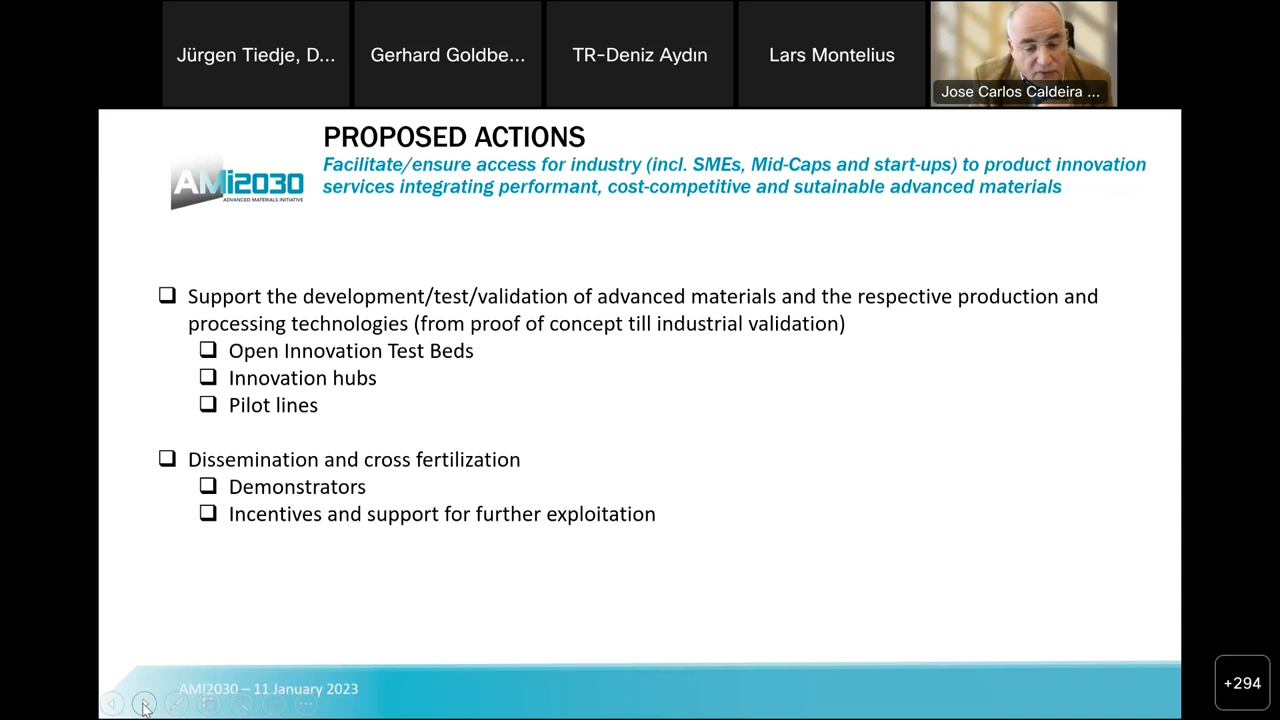 Jürgen Tiedje, D...
Gerhard Goldbe...
TR-Deniz Aydın
Lars Montelius
Jose Carlos Caldeira ...
PROPOSED ACTIONS
Facilitate/ensure access for industry (incl. SMEs, Mid-Caps and start-ups) to product innovation
services integrating performant, cost-competitive and sutainable advanced materials
AMi2030
ADVANCED MATERIALS INITIATIVE
Support the development/test/validation of advanced materials and the respective production and
processing technologies (from proof of concept till industrial validation)
Open Innovation Test Beds
Innovation hubs
Pilot lines
Dissemination and cross fertilization
Demonstrators
Incentives and support for further exploitation
AMI2030 – 11 January 2023
+294